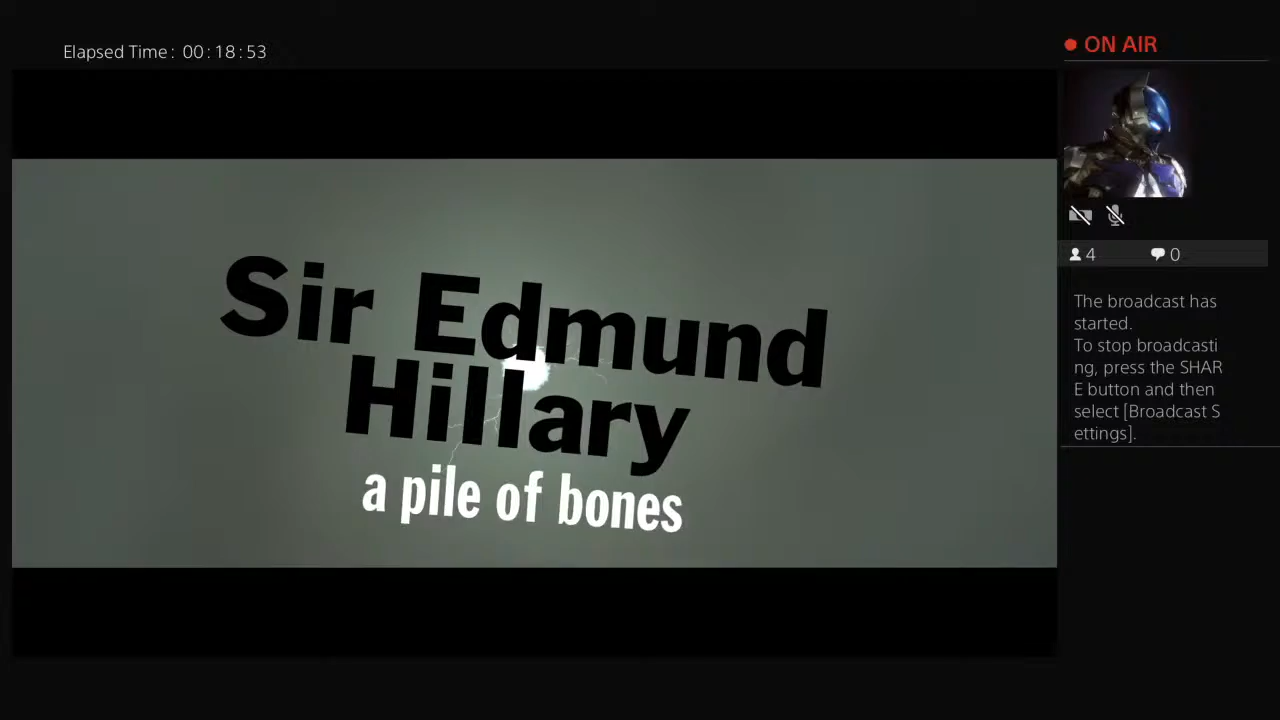 Elapsed Time: 00:18:53
ON AIR
Sir Edmund
Hillary
a pile of bones
4 0
The broadcast has
started.
To stop broadcasti
ng, press the SHAR
E button and then
select [Broadcast S
ettings].